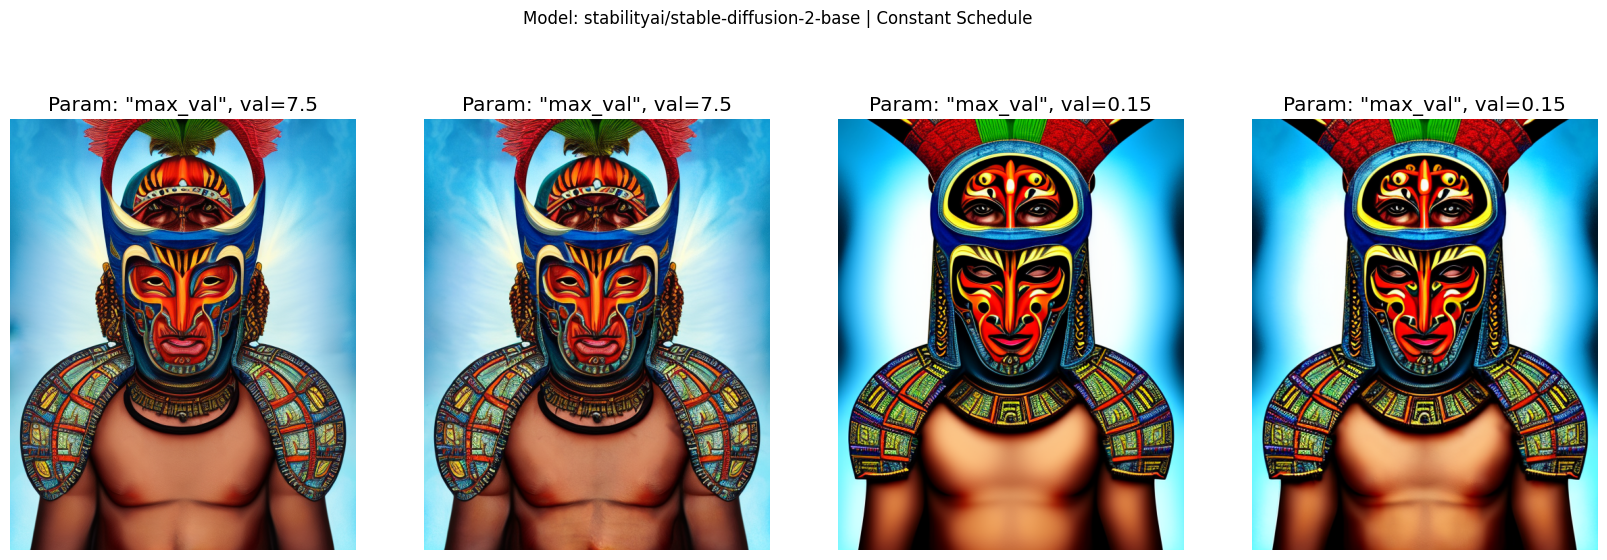 Model: stabilityai/stable-diffusion-2-base | Constant Schedule
Param: "max_val", val=7.5
Param: "max_val", val=7.5
Param: "max_val", val=0.15
Param: "max_val", val=0.15